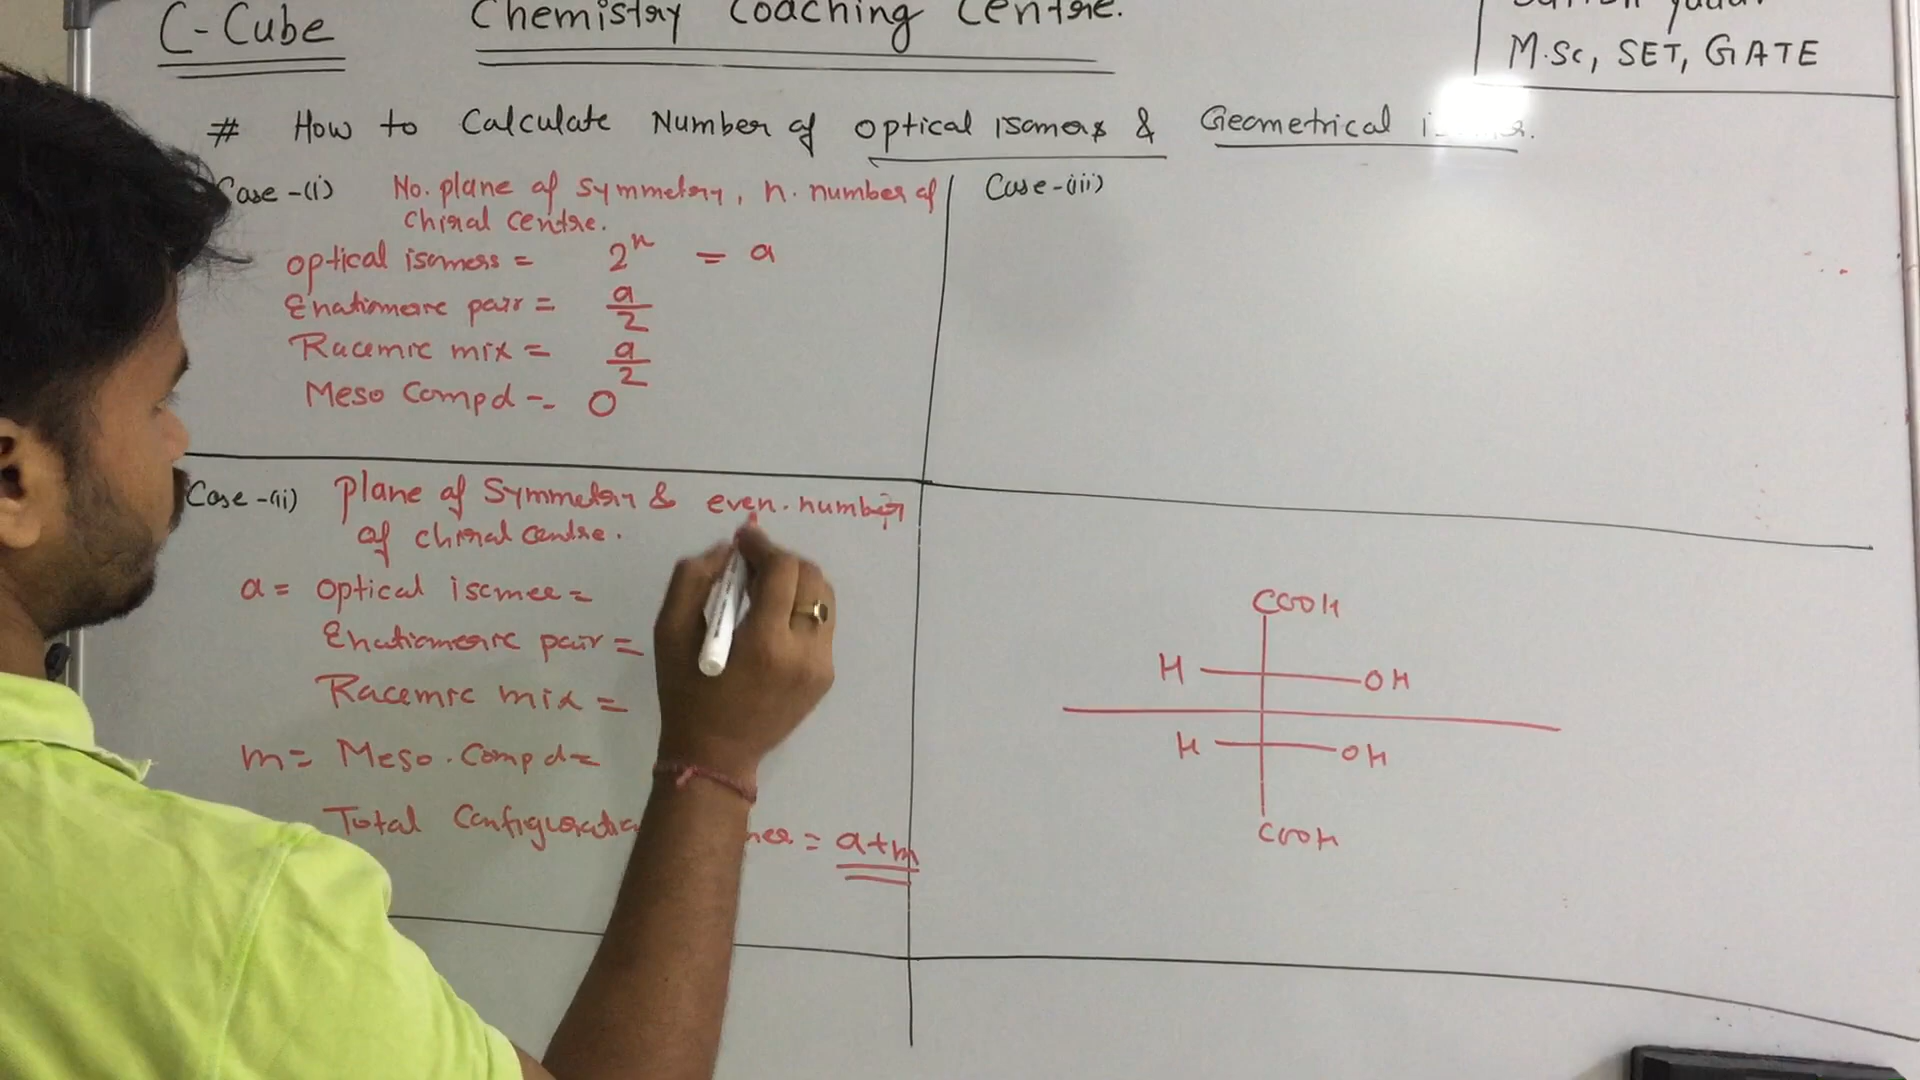 C-Cube Chemistry Coaching Centre.
M.Sc, SET, GATE
# How to Calculate Number of optical isomers & Geometrical
Case-(i) No. plane of symmetry, n. number of
chiral centre.
optical isomers = 2^n = a
Enatiomeric pair = a/2
Racemic mix = a/2
Meso Compd - 0
Case-(ii) plane of Symmetry & even. number
of chiral centre.
a = optical isomer =
Enatiomeric pair =
Racemic mix =
m = Meso. Compd =
Total Configuration = a+m
Case-(iii)
COOH
H OH
H OH
COOH